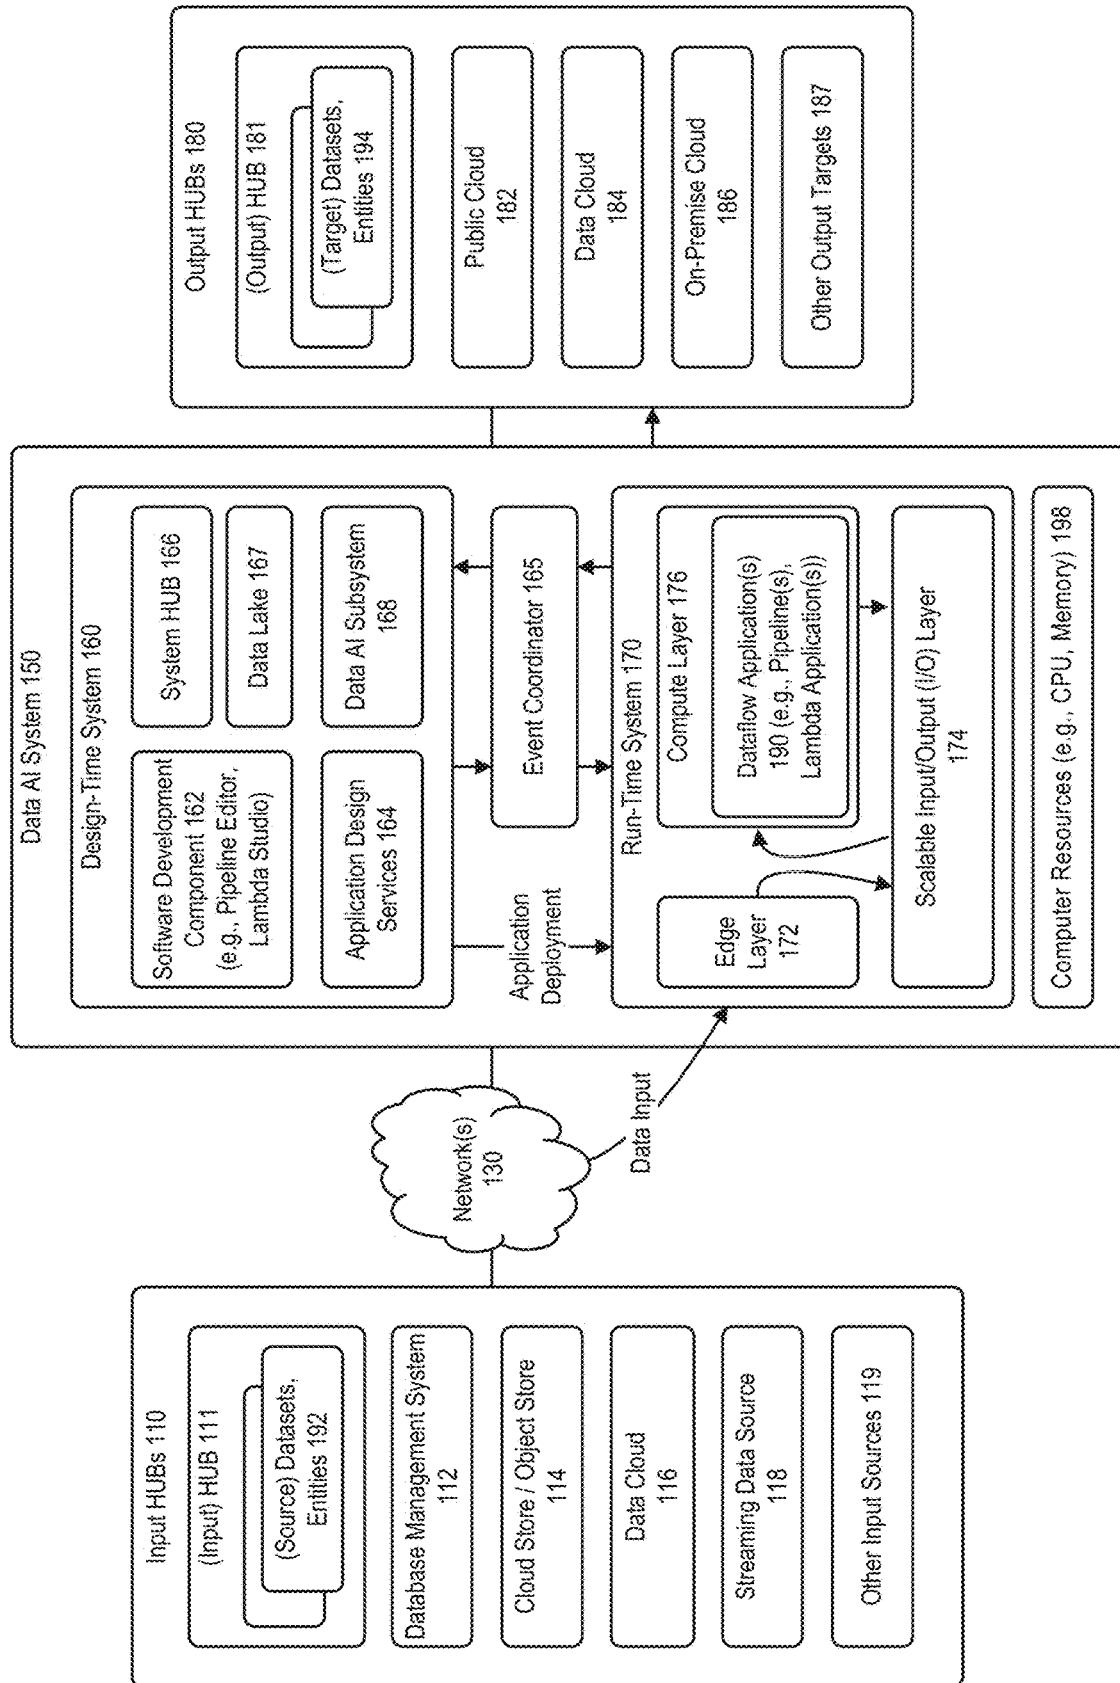 Input HUBs 110
(Input) HUB 111
(Source) Datasets,
Entities 192
Database Management System
112
Cloud Store / Object Store
114
Data Cloud
116
Streaming Data Source
118
Other Input Sources 119
Network(s)
130
Data Input
Data AI System 150
Design-Time System 160
Software Development
Component 162
(e.g., Pipeline Editor,
Lambda Studio)
System HUB 166
Data Lake 167
Application Design
Services 164
Data AI Subsystem
168
Application
Deployment
Event Coordinator 165
Run-Time System 170
Edge
Layer
172
Compute Layer 176
Dataflow Application(s)
190 (e.g., Pipeline(s),
Lambda Application(s))
Scalable Input/Output (I/O) Layer
174
Computer Resources (e.g., CPU, Memory) 198
Output HUBs 180
(Output) HUB 181
(Target) Datasets,
Entities 194
Public Cloud
182
Data Cloud
184
On-Premise Cloud
186
Other Output Targets 187